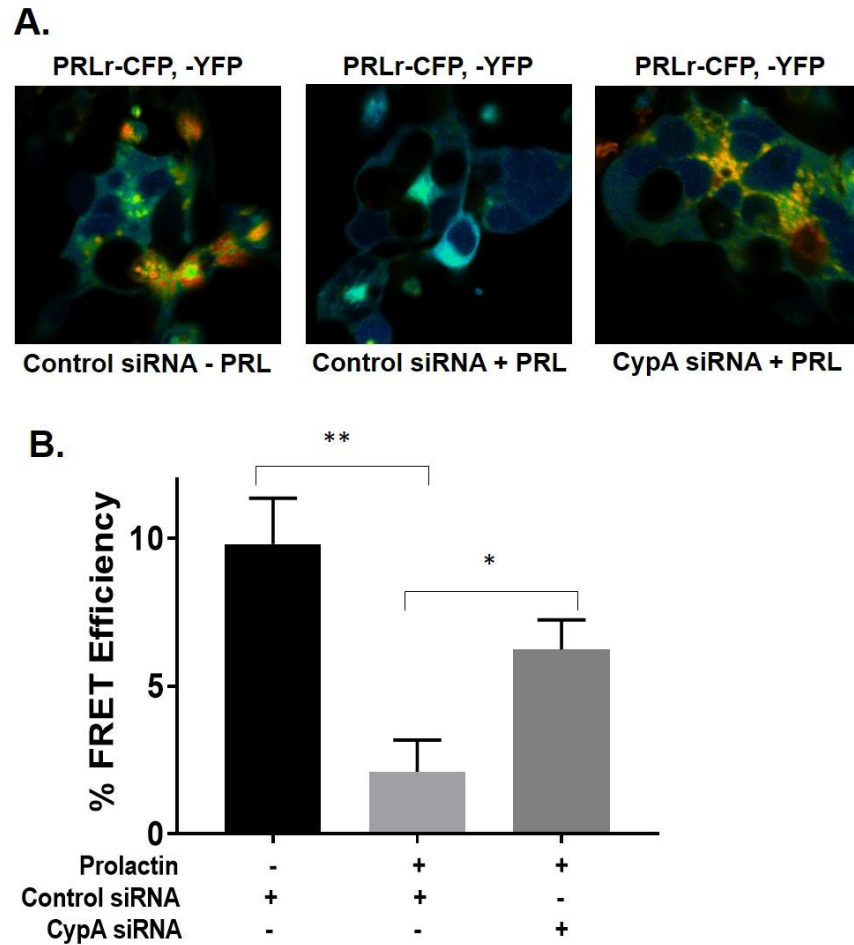 A.
PRLr-CFP, -YFP PRLr-CFP, -YFP PRLr-CFP, -YFP
Control siRNA - PRL Control siRNA + PRL CypA siRNA + PRL
B.
**
*
% FRET Efficiency
10
5
0
Prolactin - + +
Control siRNA + + -
CypA siRNA - - +